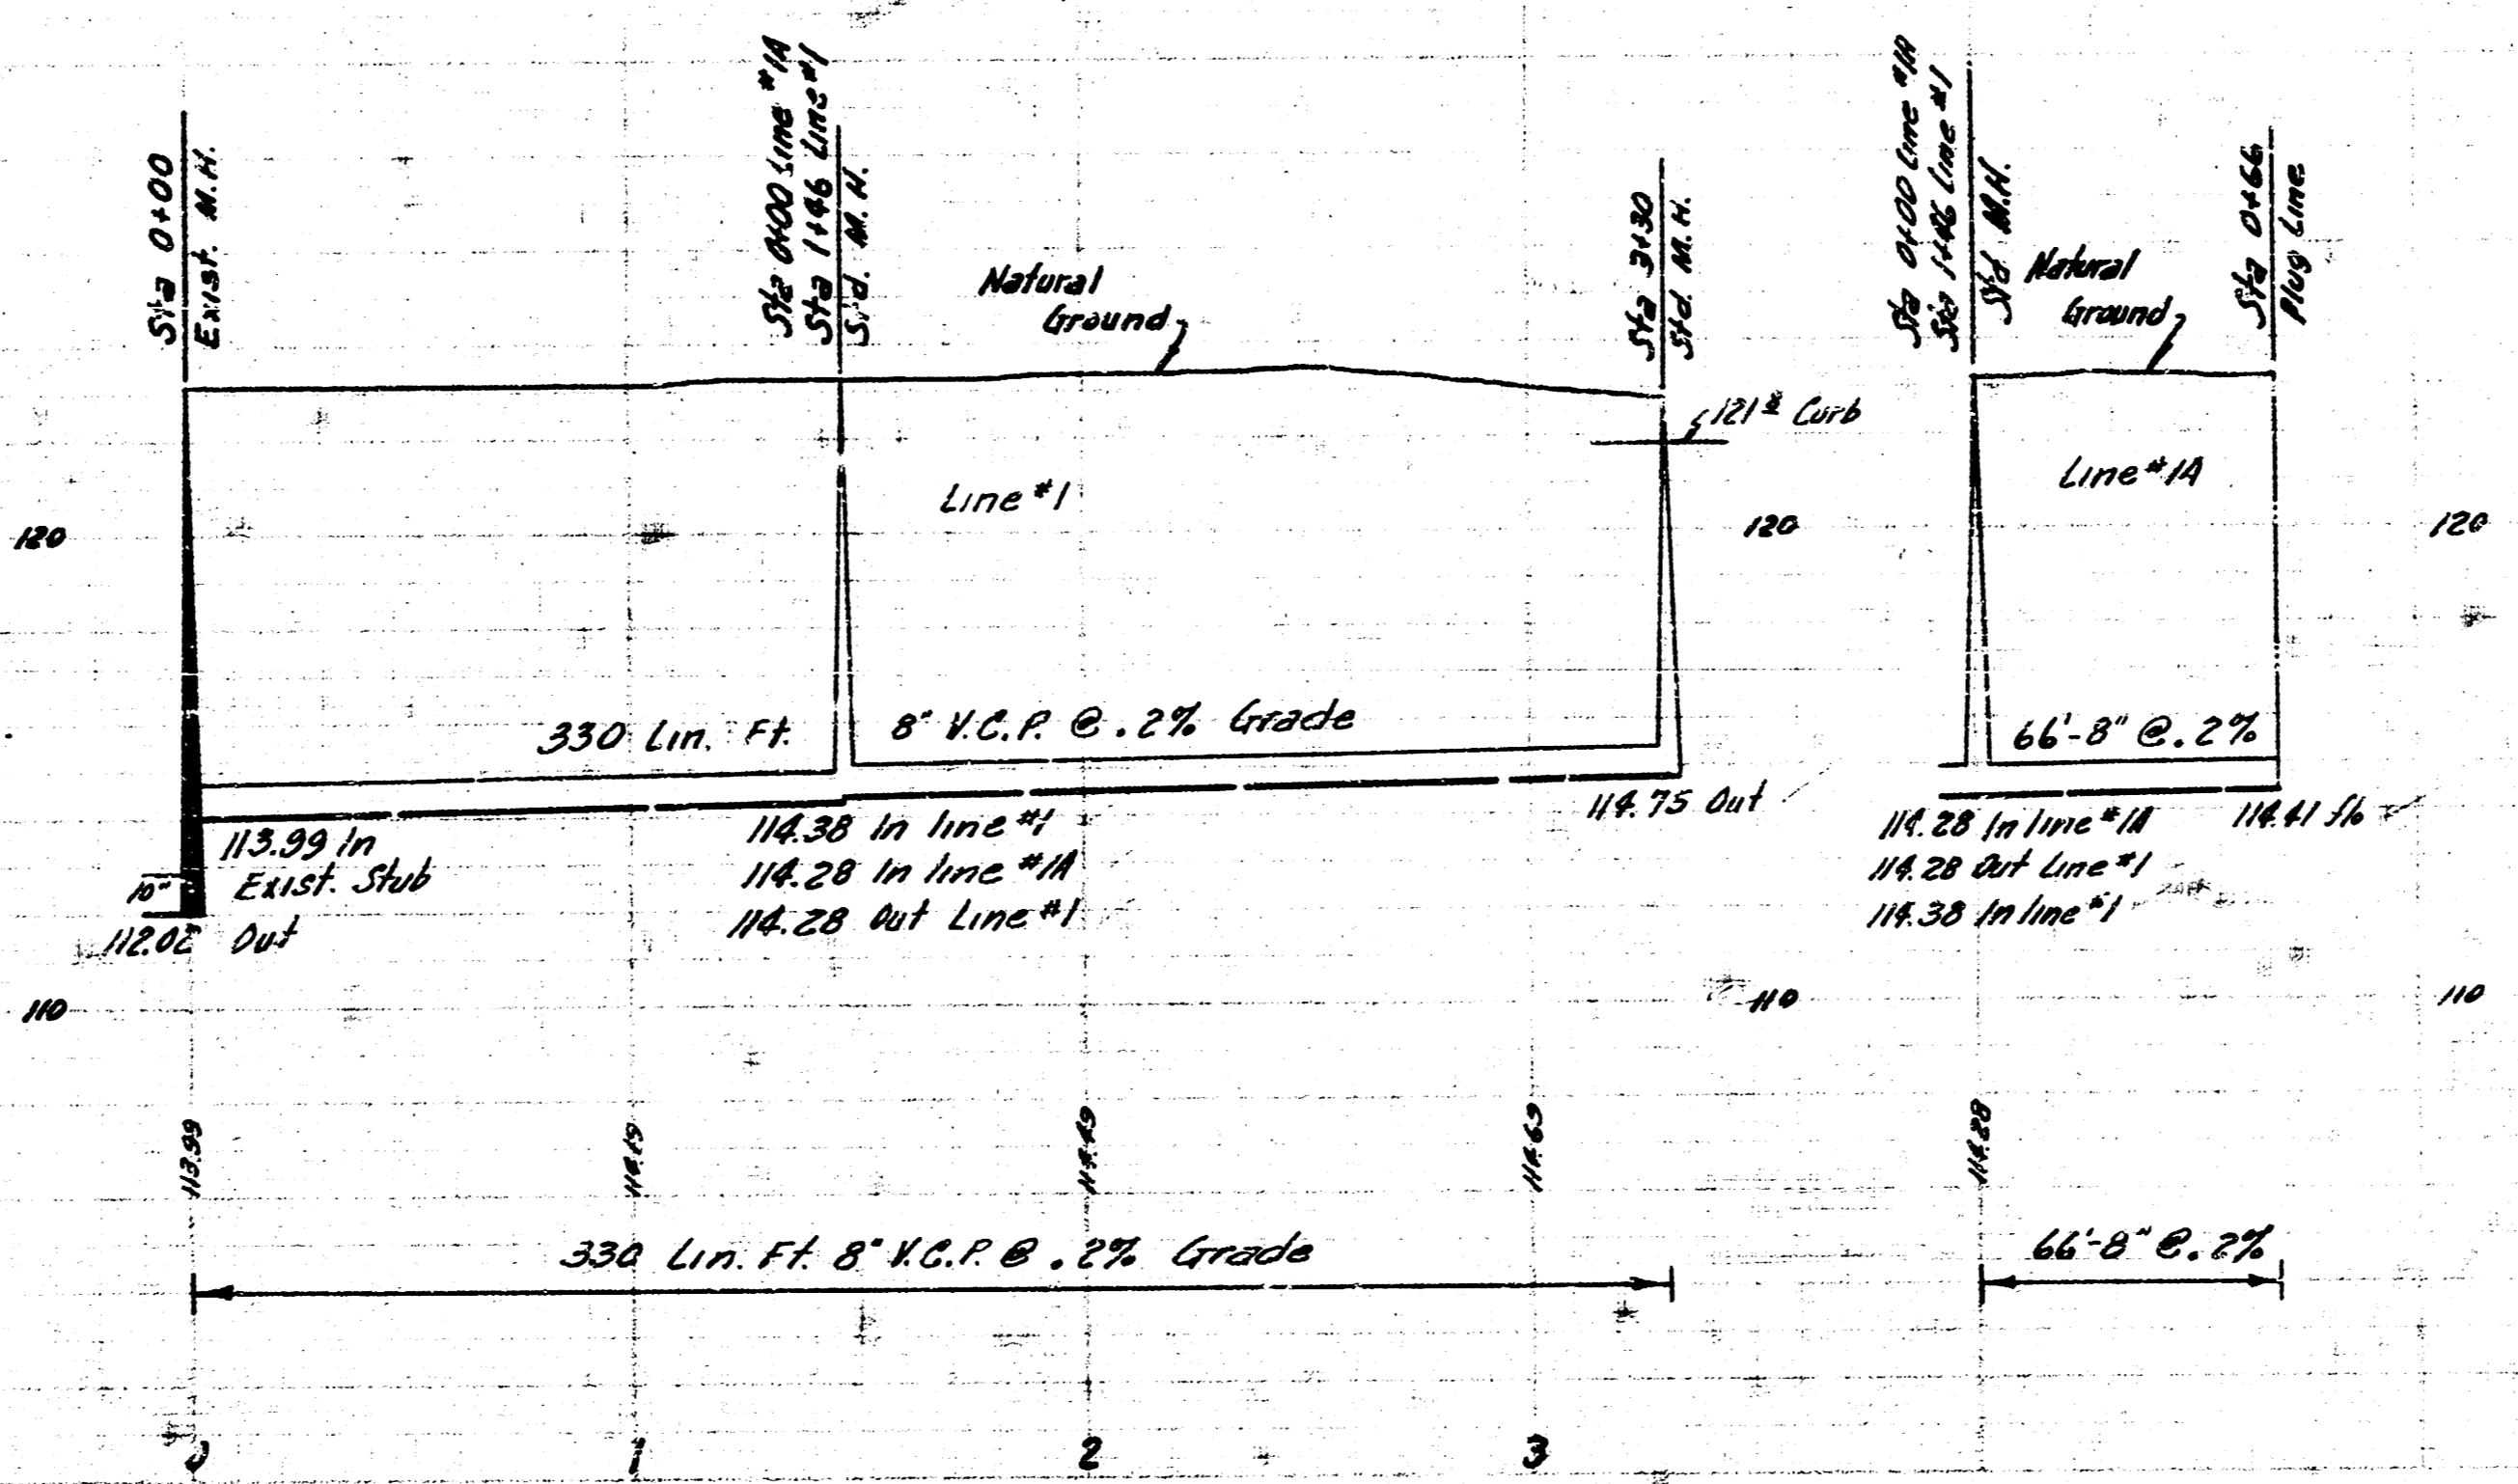 Sta 0+00
Exist. M.H.
Sta 0+00 Line #1A
Sta 1+46 Line #1
Std. M.H.
Natural
Ground
Sta 3+30
Std. M.H.
Sta 0+00 Line #1A
Sta 1+46 Line #1
Std M.H.
Natural
Ground
Sta 0+66
Plug Line
121 Curb
Line #1
Line #1A
120
120
120
330 Lin. Ft. 8" V.C.P. @ .2% Grade
66'-8" @ .2%
113.99 In
Exist. Stub
10"
112.02 Out
114.38 In line #1
114.28 In line #1A
114.28 Out Line #1
114.75 Out
114.28 In line #1A
114.28 Out Line #1
114.38 In line #1
114.41 fl
110
110
110
113.99
114.19
114.69
114.28
330 Lin. Ft. 8" V.C.P. @ .2% Grade
66'-8" @ .2%
0
1
2
3